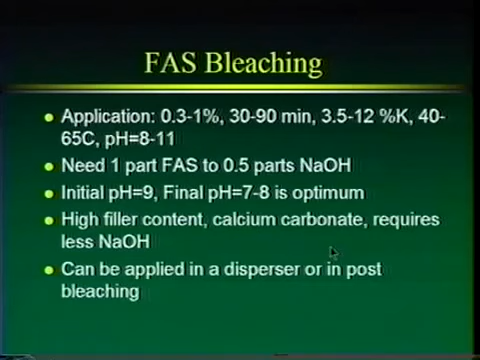 FAS Bleaching
Application: 0.3-1%, 30-90 min, 3.5-12 %K, 40-
65C, pH=8-11
Need 1 part FAS to 0.5 parts NaOH
Initial pH=9, Final pH=7-8 is optimum
High filler content, calcium carbonate, requires
less NaOH
Can be applied in a disperser or in post
bleaching